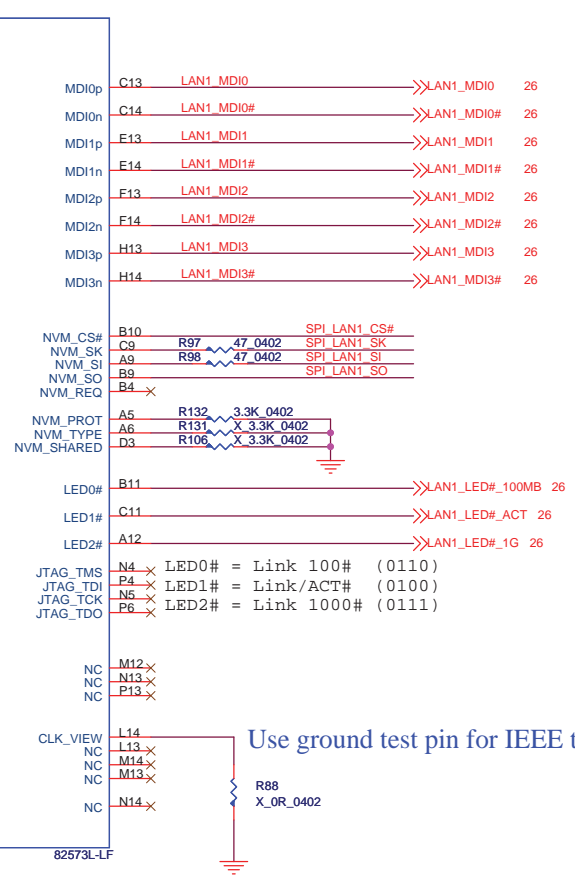 MDI0p C13 LAN1_MDI0 LAN1_MDI0 26
MDI0n C14 LAN1_MDI0# LAN1_MDI0# 26
MDI1p E13 LAN1_MDI1 LAN1_MDI1 26
MDI1n E14 LAN1_MDI1# LAN1_MDI1# 26
MDI2p F13 LAN1_MDI2 LAN1_MDI2 26
MDI2n F14 LAN1_MDI2# LAN1_MDI2# 26
MDI3p H13 LAN1_MDI3 LAN1_MDI3 26
MDI3n H14 LAN1_MDI3# LAN1_MDI3# 26
NVM_CS# B10 SPI_LAN1_CS#
NVM_SK C9 R97 47_0402 SPI_LAN1_SK
NVM_SI A9 R98 47_0402 SPI_LAN1_SI
NVM_SO B9 SPI_LAN1_SO
NVM_REQ B4
NVM_PROT A5 R132 3.3K_0402
NVM_TYPE A6 R131 X_3.3K_0402
NVM_SHARED D3 R106 X_3.3K_0402
LED0# B11 LAN1_LED#_100MB 26
LED1# C11 LAN1_LED#_ACT 26
LED2# A12 LAN1_LED#_1G 26
JTAG_TMS N4 LED0# = Link 100# (0110)
JTAG_TDI P4 LED1# = Link/ACT# (0100)
JTAG_TCK N5
JTAG_TDO P6 LED2# = Link 1000# (0111)
NC M12
NC N13
NC P13
CLK_VIEW L14 Use ground test pin for IEEE t
NC L13
NC M14
NC M13
R88
NC N14 X_0R_0402
82573L-LF